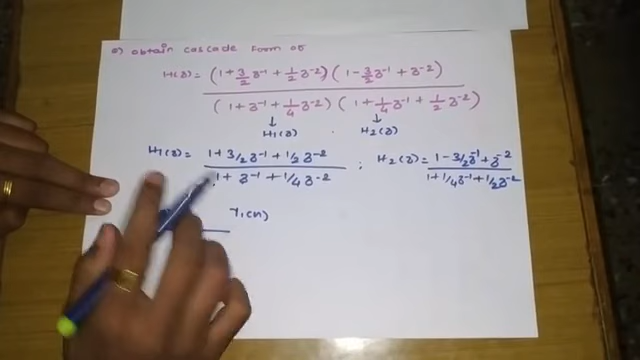 a) obtain cascade form of
H(z) = (1 + 3/2 z⁻¹ + 1/2 z⁻²) (1 - 3/2 z⁻¹ + z⁻²)
(1 + z⁻¹ + 1/4 z⁻²) (1 + 1/4 z⁻¹ + 1/2 z⁻²)
↓ ↓
H₁(z) H₂(z)
H₁(z) = 1 + 3/2 z⁻¹ + 1/2 z⁻² ; H₂(z) = 1 - 3/2 z⁻¹ + z⁻²
1 + z⁻¹ + 1/4 z⁻² 1 + 1/4 z⁻¹ + 1/2 z⁻²
Y₁(n)